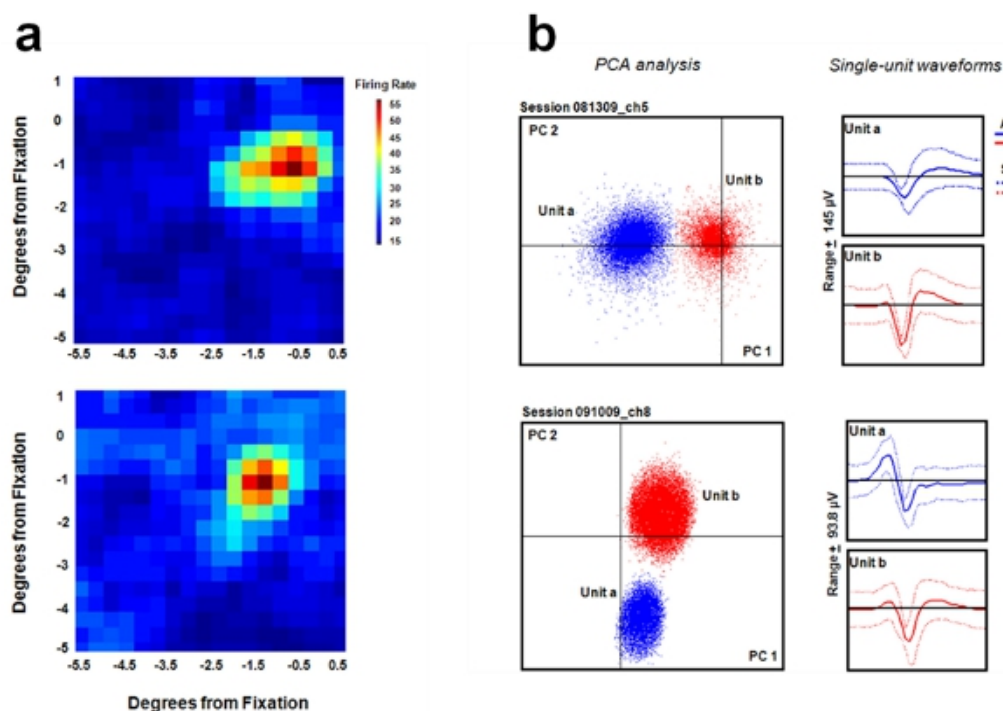 a
Degrees from Fixation
1
0
-1
-2
-3
-4
-5
-5.5 -4.5 -3.5 -2.5 -1.5 0.5
Firing Rate
55
50
45
40
35
30
25
20
15
Degrees from Fixation
1
0
-1
-2
-3
-4
-5
-5.5 -4.5 -3.5 -2.5 -1.5 0.5
Degrees from Fixation
b
PCA analysis
Single-unit waveforms
Session 081309_ch5
PC 2
Unit a
Unit b
PC 1
Range ± 145 µV
Unit a
Unit b
Session 091009_ch8
PC 2
Unit b
Unit a
PC 1
Range ± 93.8 µV
Unit a
Unit b